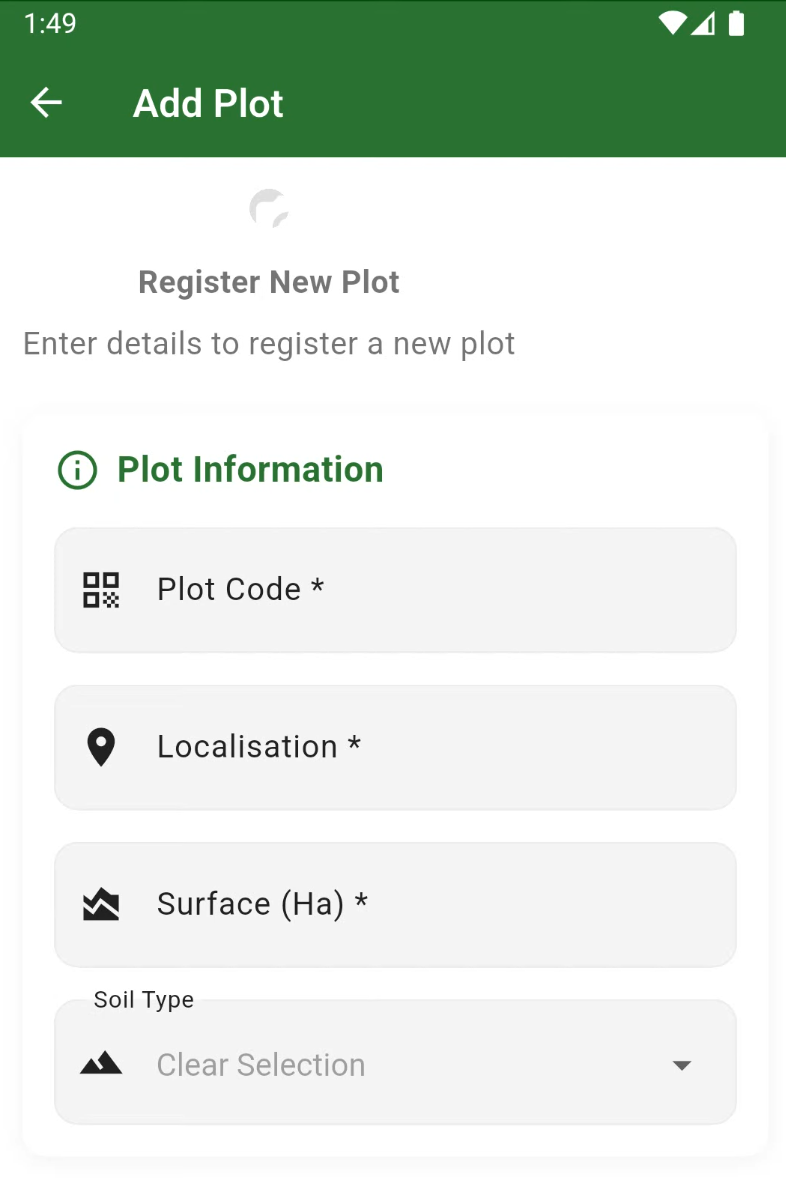 1:49
Add Plot
Register New Plot
Enter details to register a new plot
Plot Information
Plot Code *
Localisation *
Surface (Ha) *
Soil Type
Clear Selection